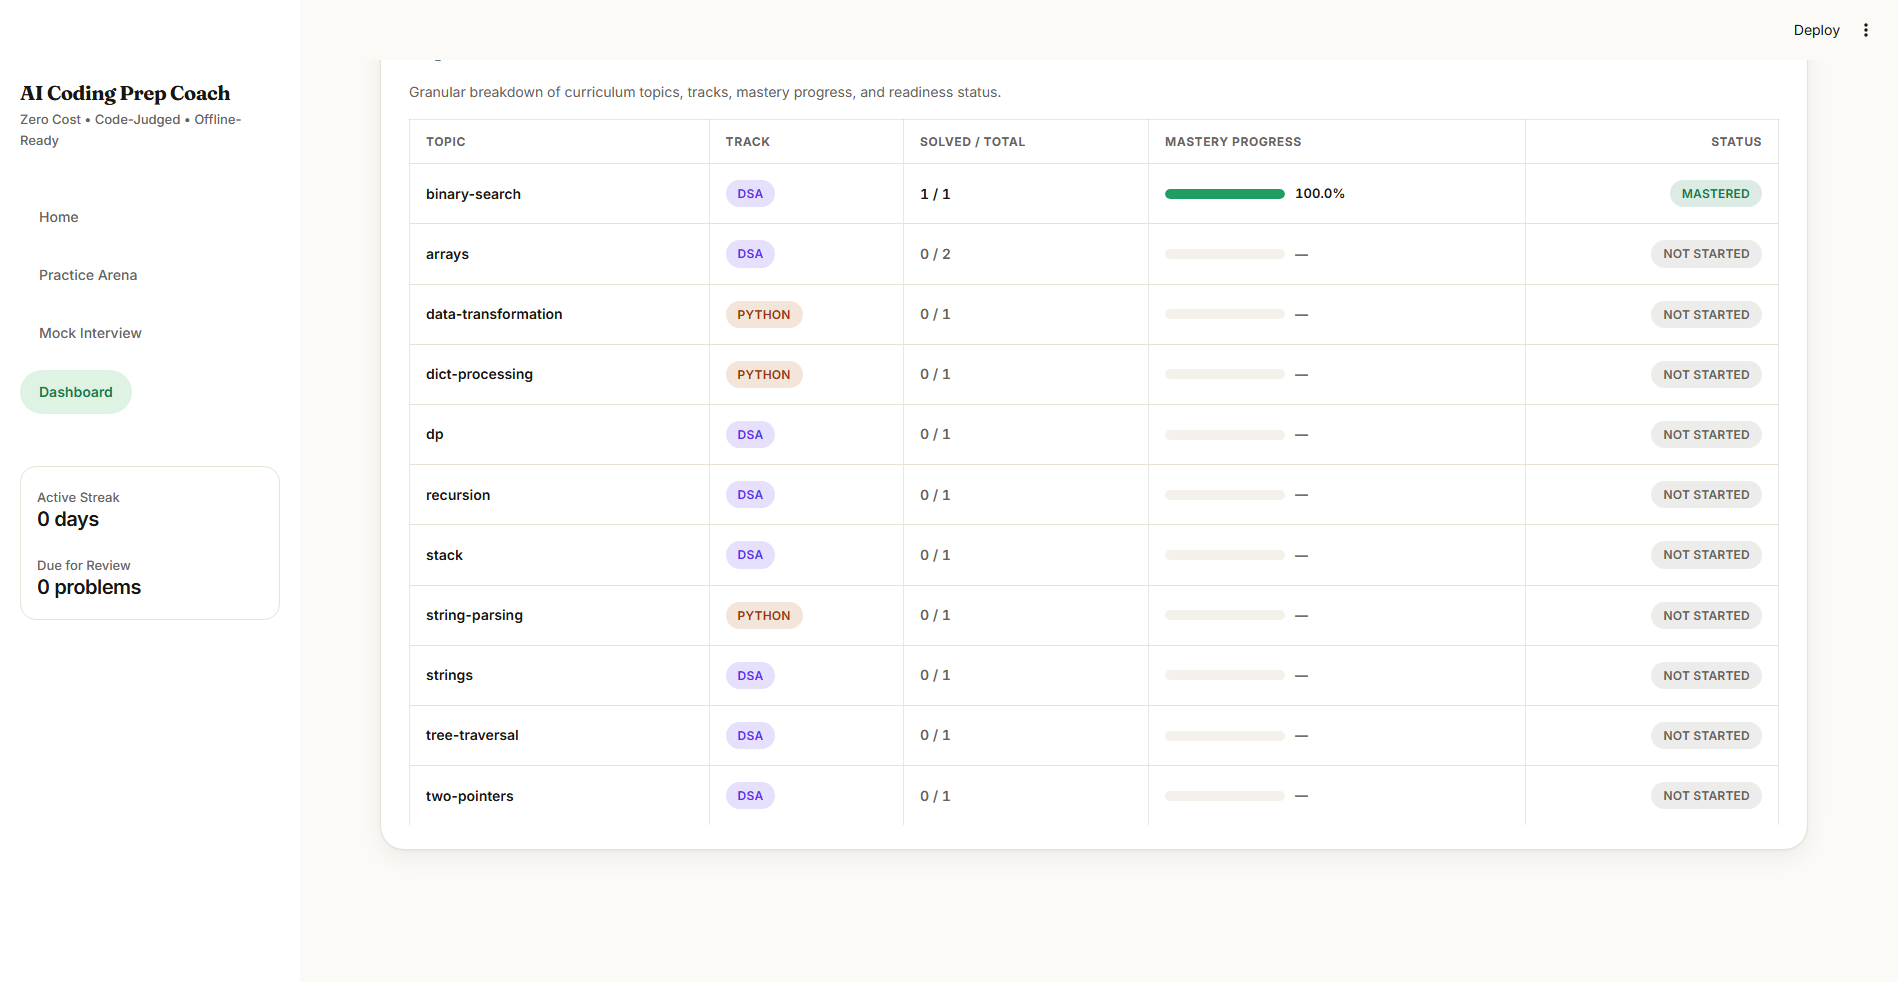 Deploy
AI Coding Prep Coach
Zero Cost • Code-Judged • Offline-
Ready
Home
Practice Arena
Mock Interview
Dashboard
Active Streak
0 days
Due for Review
0 problems
Granular breakdown of curriculum topics, tracks, mastery progress, and readiness status.
TOPIC TRACK SOLVED / TOTAL MASTERY PROGRESS STATUS
binary-search DSA 1 / 1 100.0% MASTERED
arrays DSA 0 / 2 — NOT STARTED
data-transformation PYTHON 0 / 1 — NOT STARTED
dict-processing PYTHON 0 / 1 — NOT STARTED
dp DSA 0 / 1 — NOT STARTED
recursion DSA 0 / 1 — NOT STARTED
stack DSA 0 / 1 — NOT STARTED
string-parsing PYTHON 0 / 1 — NOT STARTED
strings DSA 0 / 1 — NOT STARTED
tree-traversal DSA 0 / 1 — NOT STARTED
two-pointers DSA 0 / 1 — NOT STARTED